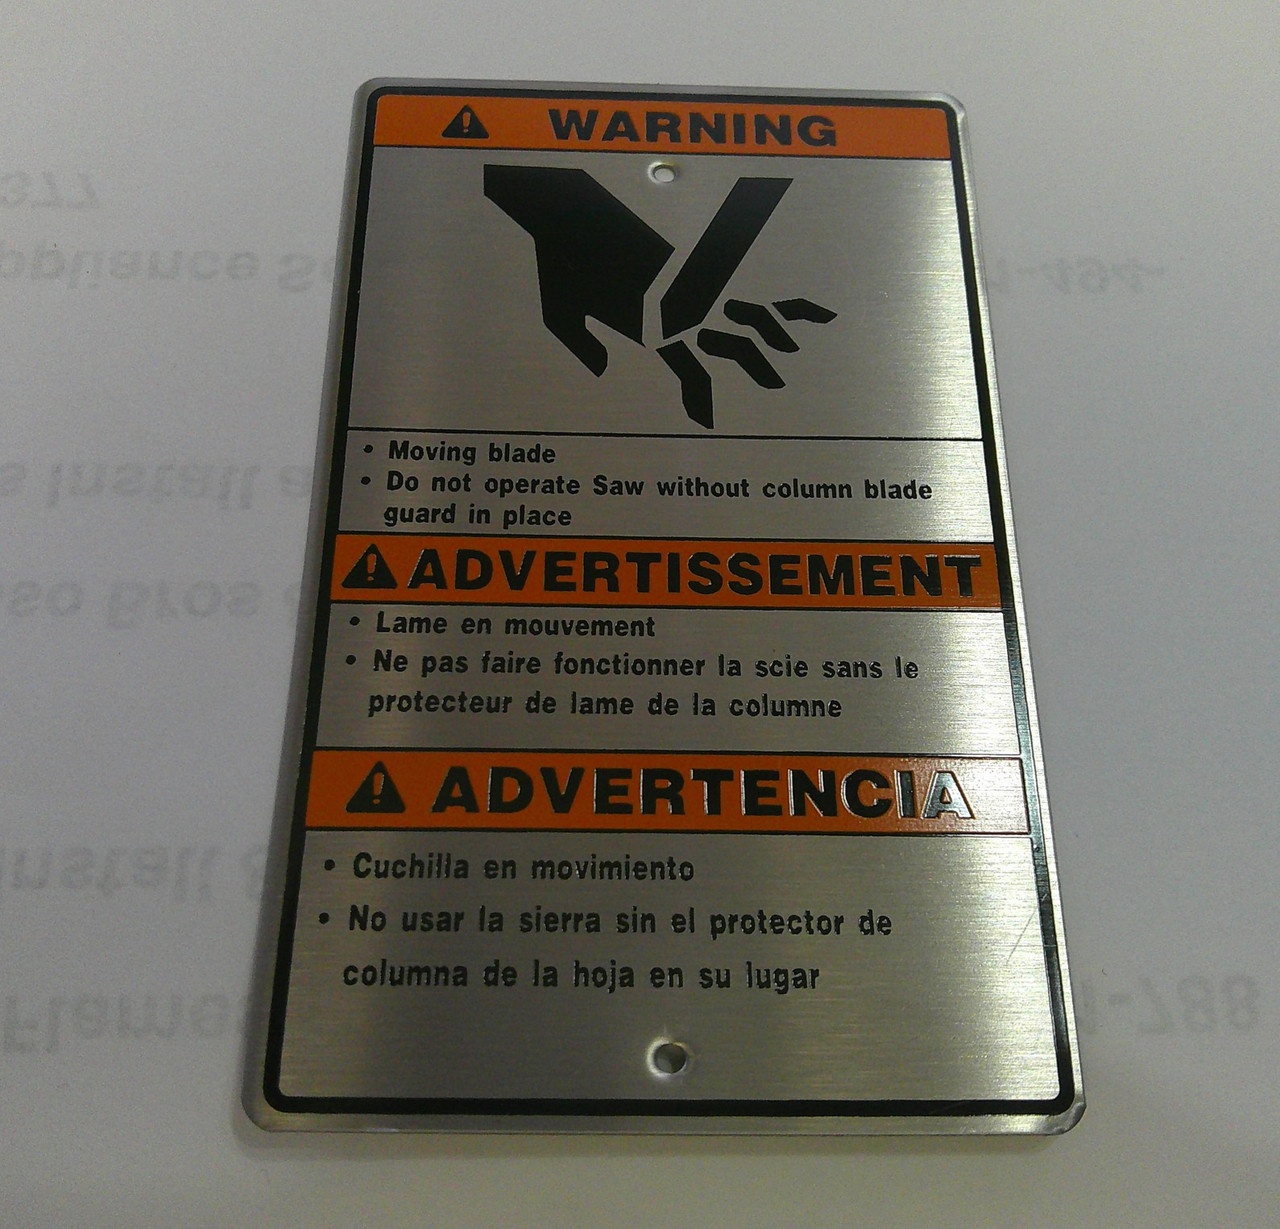 WARNING
• Moving blade
• Do not operate Saw without column blade
guard in place
ADVERTISSEMENT
• Lame en mouvement
• Ne pas faire fonctionner la scie sans le
protecteur de lame de la columne
ADVERTENCIA
• Cuchilla en movimiento
• No usar la sierra sin el protector de
columna de la hoja en su lugar